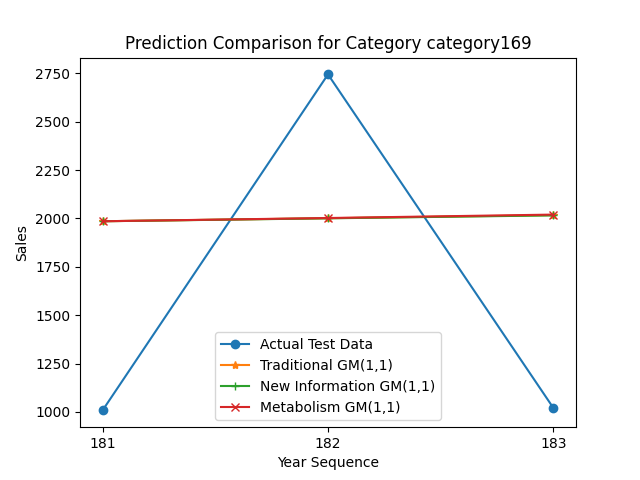 Prediction Comparison for Category category169
Sales
2750
2500
2250
2000
1750
1500
1250
1000
Actual Test Data
Traditional GM(1,1)
New Information GM(1,1)
Metabolism GM(1,1)
181
182
183
Year Sequence